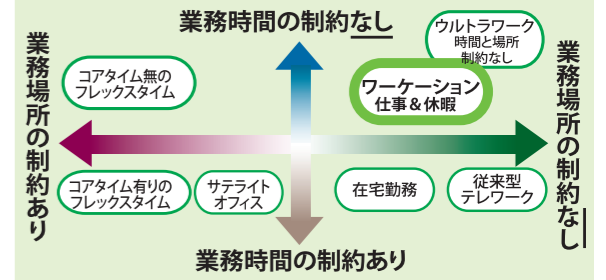 業務時間の制約なし
ウルトラワーク
時間と場所
制約なし
業務場所の制約あり
コアタイム無の
フレックスタイム
ワーケーション
仕事＆休暇
業務場所の制約なし
コアタイム有りの
フレックスタイム
サテライト
オフィス
在宅勤務
従来型
テレワーク
業務時間の制約あり